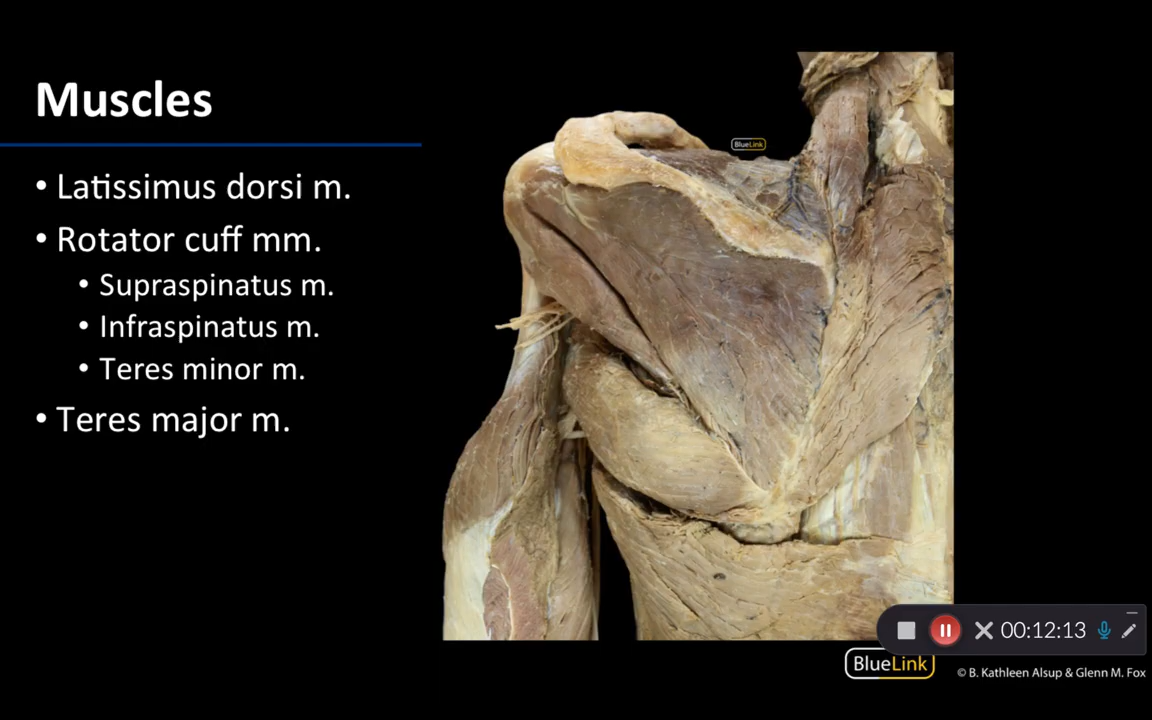 Muscles
• Latissimus dorsi m.
• Rotator cuff mm.
• Supraspinatus m.
• Infraspinatus m.
• Teres minor m.
• Teres major m.
BlueLink
00:12:13
BlueLink
© B. Kathleen Alsup & Glenn M. Fox